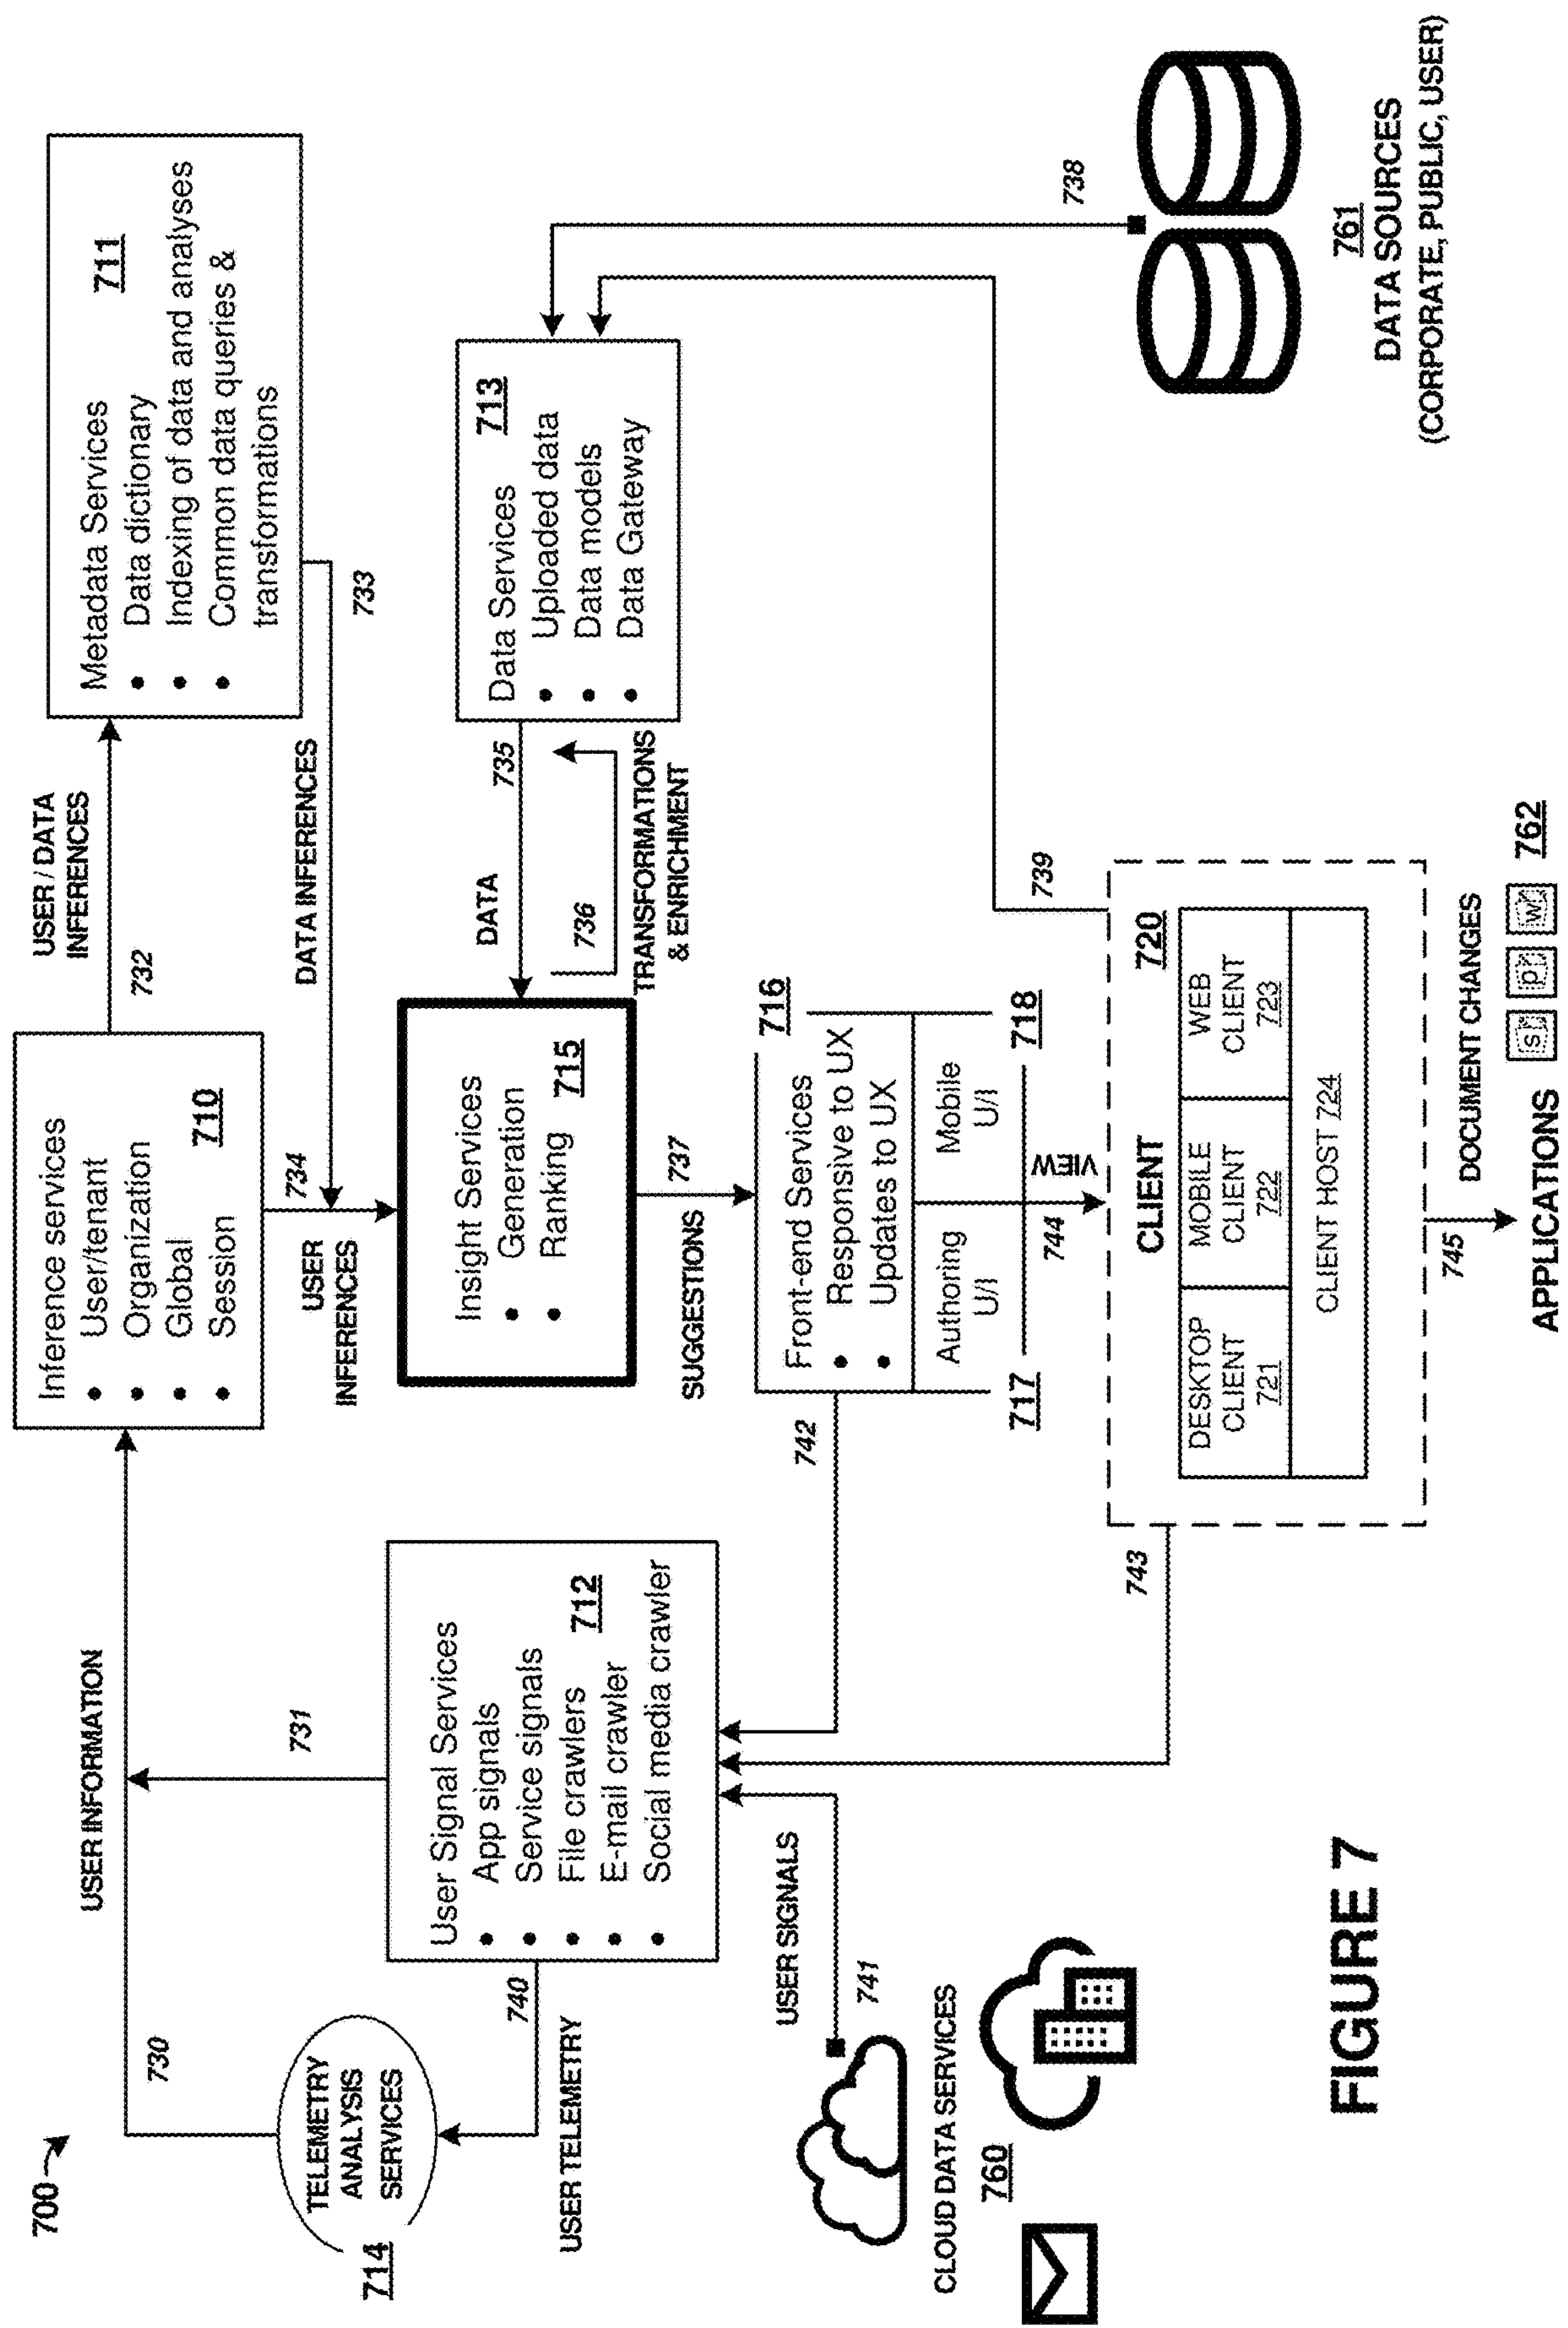 700
USER INFORMATION
730
731
TELEMETRY
ANALYSIS
SERVICES
714
740
USER TELEMETRY
User Signal Services
• App signals
• Service signals
• File crawlers
• E-mail crawler
• Social media crawler
712
USER SIGNALS
741
CLOUD DATA SERVICES
760
Inference services
• User/tenant
• Organization
• Global
• Session
710
USER / DATA
INFERENCES
732
Metadata Services
• Data dictionary
• Indexing of data and analyses
• Common data queries &
transformations
711
733
DATA INFERENCES
734
USER
INFERENCES
Insight Services
• Generation
• Ranking
715
DATA
735
736
TRANSFORMATIONS
& ENRICHMENT
Data Services
• Uploaded data
• Data models
• Data Gateway
713
SUGGESTIONS
737
Front-end Services
• Responsive to UX
• Updates to UX
716
Authoring
U/I
Mobile
U/I
717
718
742
744
VIEW
739
738
743
CLIENT
720
DESKTOP
CLIENT
721
MOBILE
CLIENT
722
WEB
CLIENT
723
CLIENT HOST 724
745
DOCUMENT CHANGES
APPLICATIONS
s
p
w
762
761
DATA SOURCES
(CORPORATE, PUBLIC, USER)
FIGURE 7